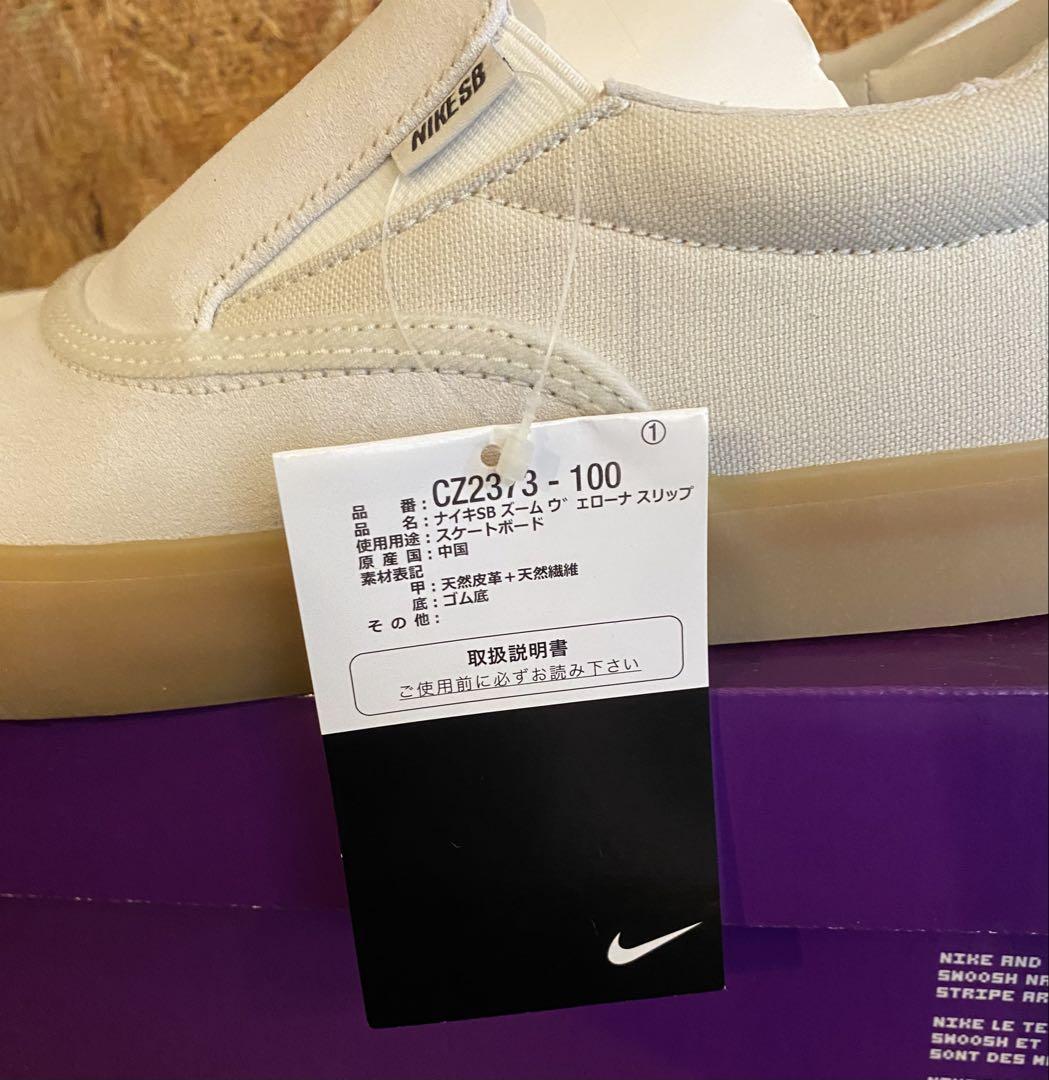 NIKE SB
①
品番：CZ2373-100
品名：ナイキSB ズーム ヴェローナ スリップ
使用用途：スケートボード
原産国：中国
素材表記
甲：天然皮革＋天然繊維
底：ゴム底
その他：
取扱説明書
ご使用前に必ずお読み下さい
NIKE AND
SWOOSH
STRIPE
NIKE LE
SWOOSH ET
SONT DES